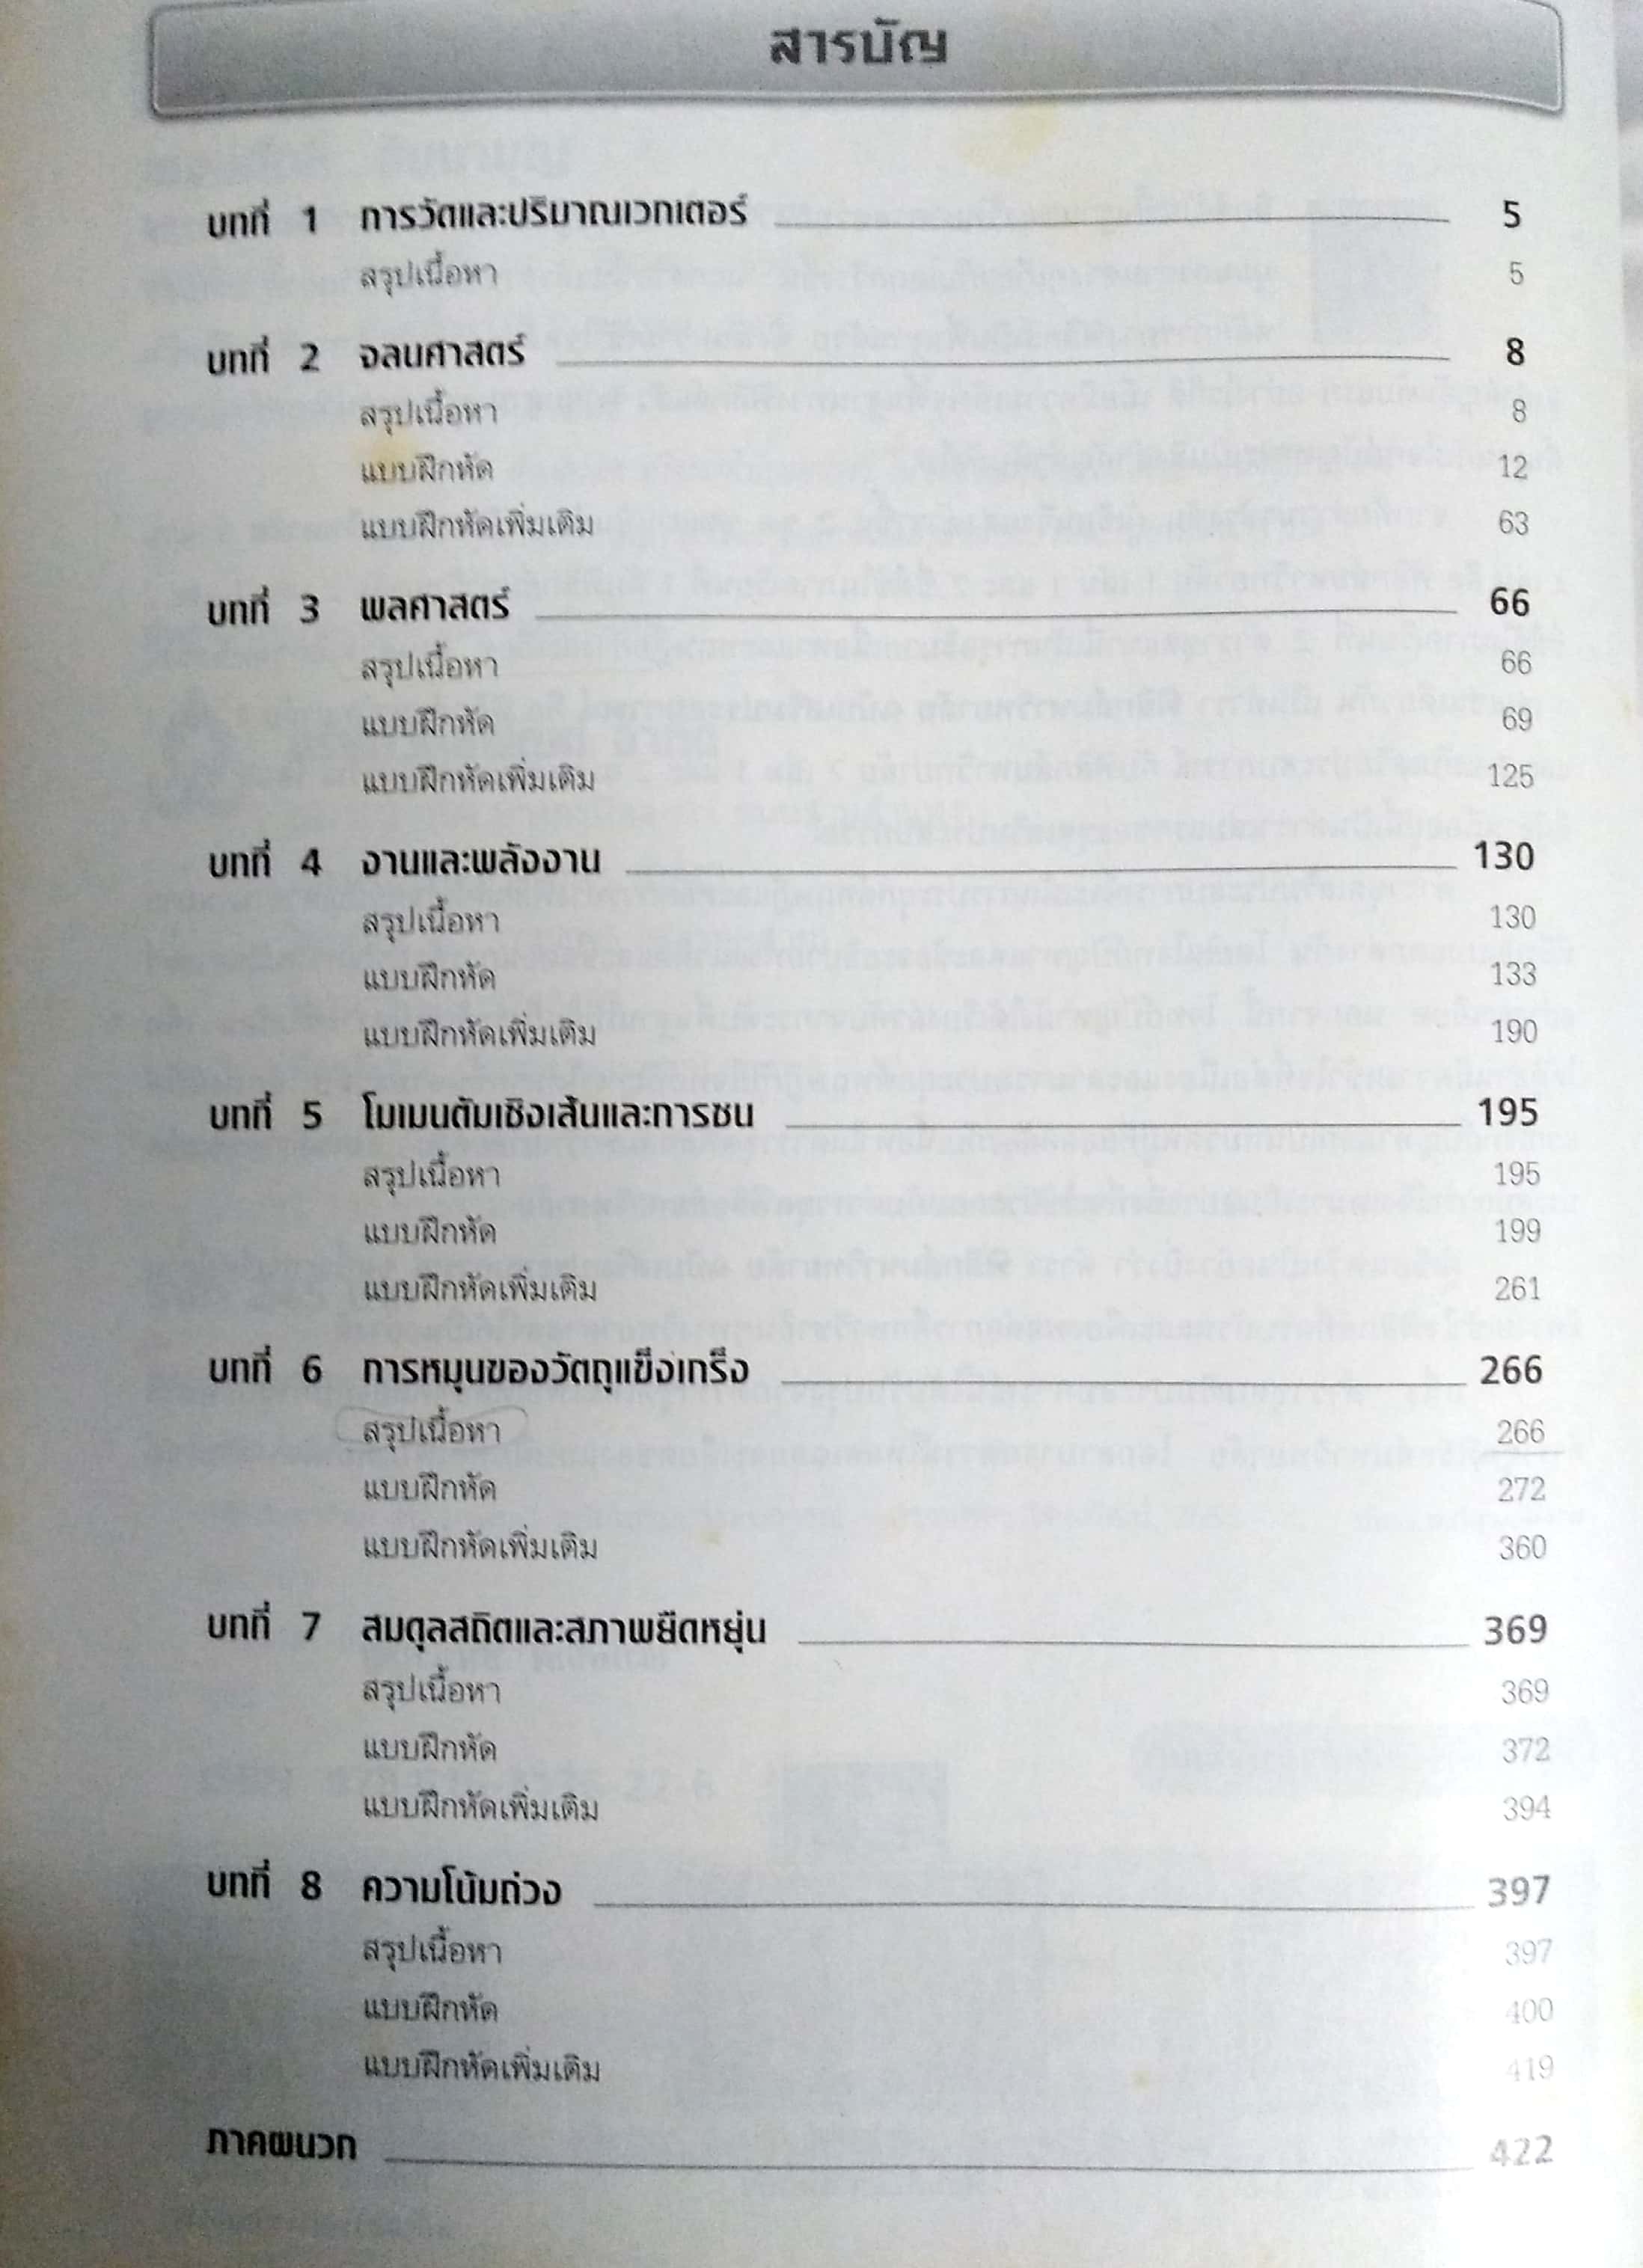 สารบัญ
บทที่ 1 การวัดและปริมาณเวกเตอร์ 5
สรุปเนื้อหา 5
บทที่ 2 จลนศาสตร์ 8
สรุปเนื้อหา 8
แบบฝึกหัด 12
แบบฝึกหัดเพิ่มเติม 63
บทที่ 3 พลศาสตร์ 66
สรุปเนื้อหา 66
แบบฝึกหัด 69
แบบฝึกหัดเพิ่มเติม 125
บทที่ 4 งานและพลังงาน 130
สรุปเนื้อหา 130
แบบฝึกหัด 133
แบบฝึกหัดเพิ่มเติม 190
บทที่ 5 โมเมนตัมเชิงเส้นและการชน 195
สรุปเนื้อหา 195
แบบฝึกหัด 199
แบบฝึกหัดเพิ่มเติม 261
บทที่ 6 การหมุนของวัตถุแข็งเกร็ง 266
สรุปเนื้อหา 266
แบบฝึกหัด 272
แบบฝึกหัดเพิ่มเติม 360
บทที่ 7 สมดุลสถิตและสภาพยืดหยุ่น 369
สรุปเนื้อหา 369
แบบฝึกหัด 372
แบบฝึกหัดเพิ่มเติม 394
บทที่ 8 ความโน้มถ่วง 397
สรุปเนื้อหา 397
แบบฝึกหัด 400
แบบฝึกหัดเพิ่มเติม 419
ภาคผนวก 422